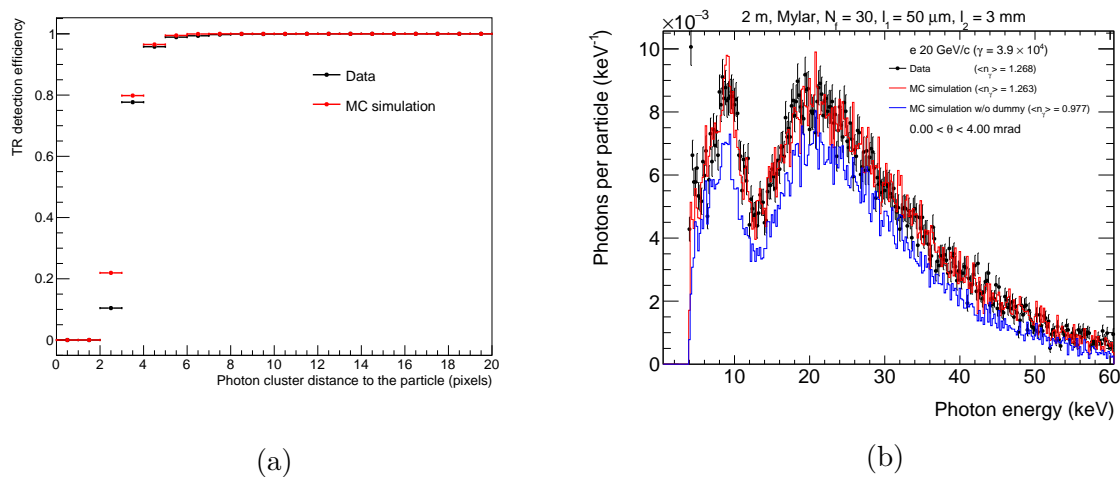 TR detection efficiency
1
0.8
0.6
0.4
0.2
0
Data
MC simulation
0 2 4 6 8 10 12 14 16 18 20
Photon cluster distance to the particle (pixels)
(a)
×10⁻³
2 m, Mylar, N_f = 30, l₁ = 50 μm, l₂ = 3 mm
Photons per particle (keV⁻¹)
10
8
6
4
2
0
e 20 GeV/c (γ = 3.9 × 10⁴)
Data (<n_γ> = 1.268)
MC simulation (<n_γ> = 1.263)
MC simulation w/o dummy (<n_γ> = 0.977)
0.00 < θ < 4.00 mrad
10 20 30 40 50 60
Photon energy (keV)
(b)